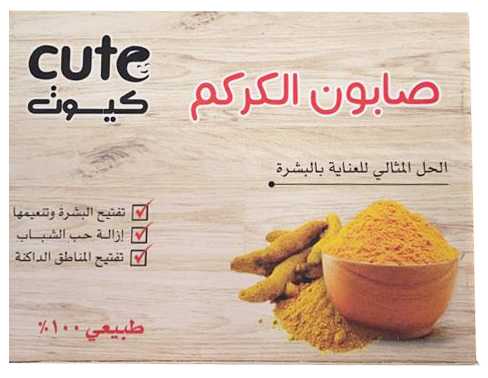 cute
كيوت
صابون الكركم
الحل المثالي للعناية بالبشرة
تفتيح البشرة وتنعيمها
إزالة حب الشباب
تفتيح المناطق الداكنة
طبيعي ١٠٠٪